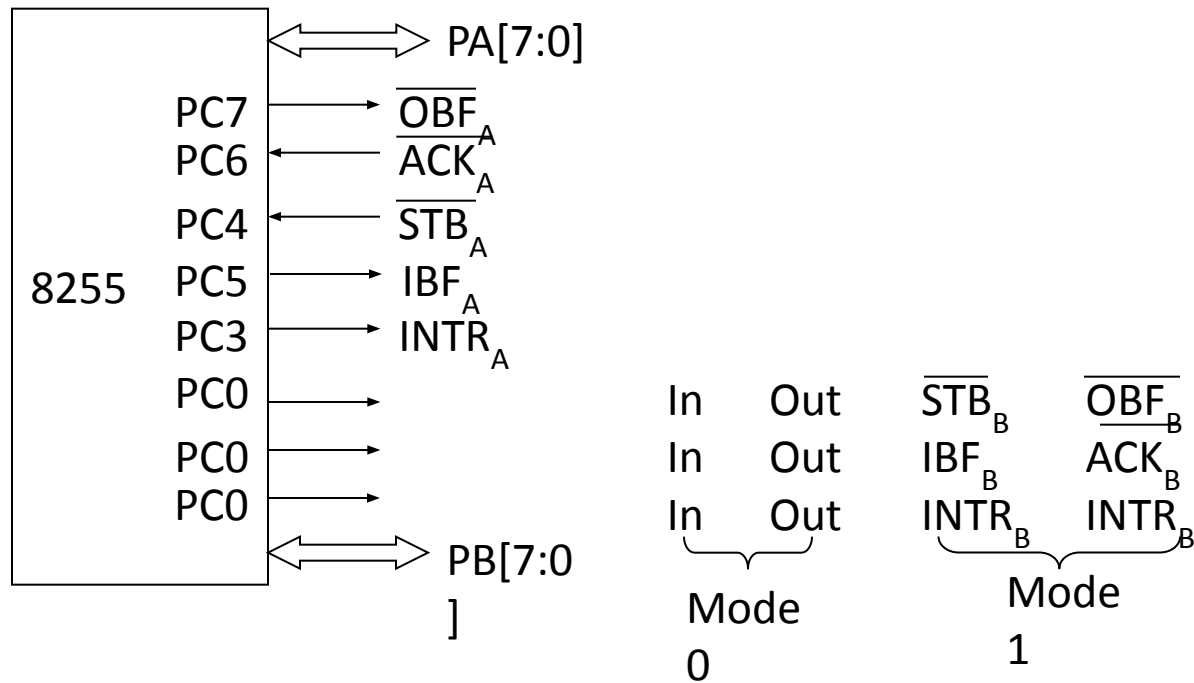 PA[7:0]
PC7 OBF_A
PC6 ACK_A
PC4 STB_A
8255 PC5 IBF_A
PC3 INTR_A
PC0 In Out STB_B OBF_B
PC0 In Out IBF_B ACK_B
PC0 In Out INTR_B INTR_B
PB[7:0
]
Mode
0
Mode
1